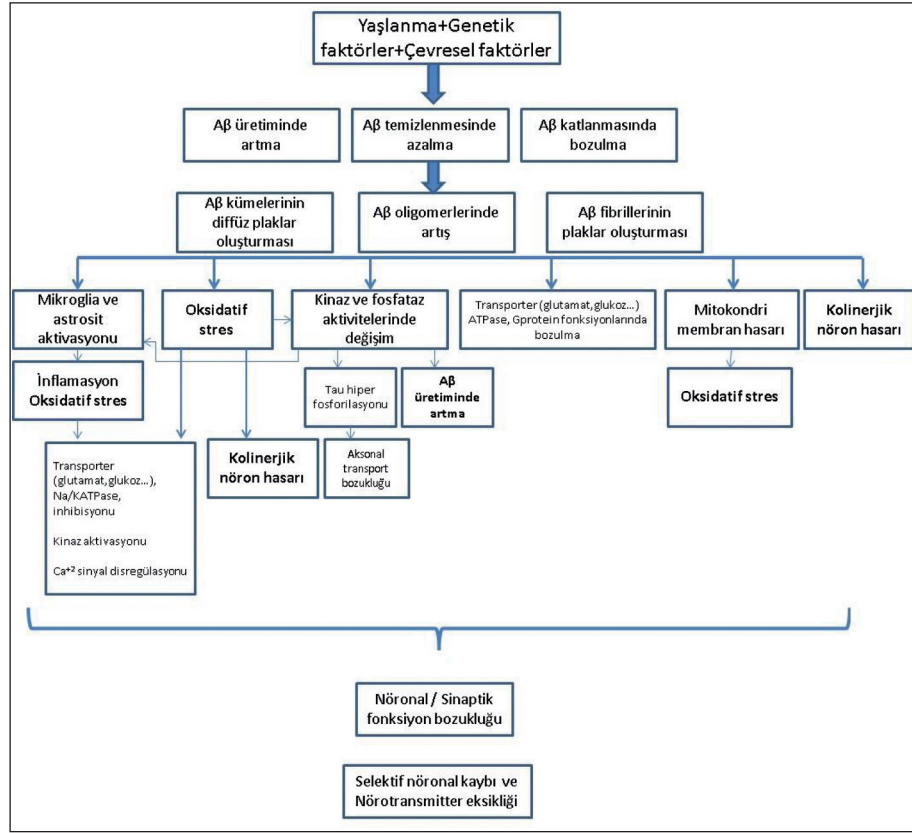 Yaşlanma+Genetik
faktörler+Çevresel faktörler
Aβ üretiminde
artma
Aβ temizlenmesinde
azalma
Aβ katlanmasında
bozulma
Aβ kümelerinin
diffüz plaklar
oluşturması
Aβ oligomerlerinde
artış
Aβ fibrillerinin
plaklar oluşturması
Mikroglia ve
astrosit
aktivasyonu
Oksidatif
stres
Kinaz ve fosfataz
aktivitelerinde
değişim
Transporter (glutamat,glukoz...)
ATPase, Gprotein fonksiyonlarında
bozulma
Mitokondri
membran hasarı
Kolinerjik
nöron hasarı
İnflamasyon
Oksidatif stres
Tau hiper
fosforilasyonu
Aβ
üretiminde
artma
Oksidatif stres
Transporter
(glutamat,glukoz...),
Na/KATPase,
inhibisyonu
Kinaz aktivasyonu
Ca⁺² sinyal disregülasyonu
Kolinerjik
nöron hasarı
Aksonal
transport
bozukluğu
Nöronal / Sinaptik
fonksiyon bozukluğu
Selektif nöronal kaybı ve
Nörotransmitter eksikliği